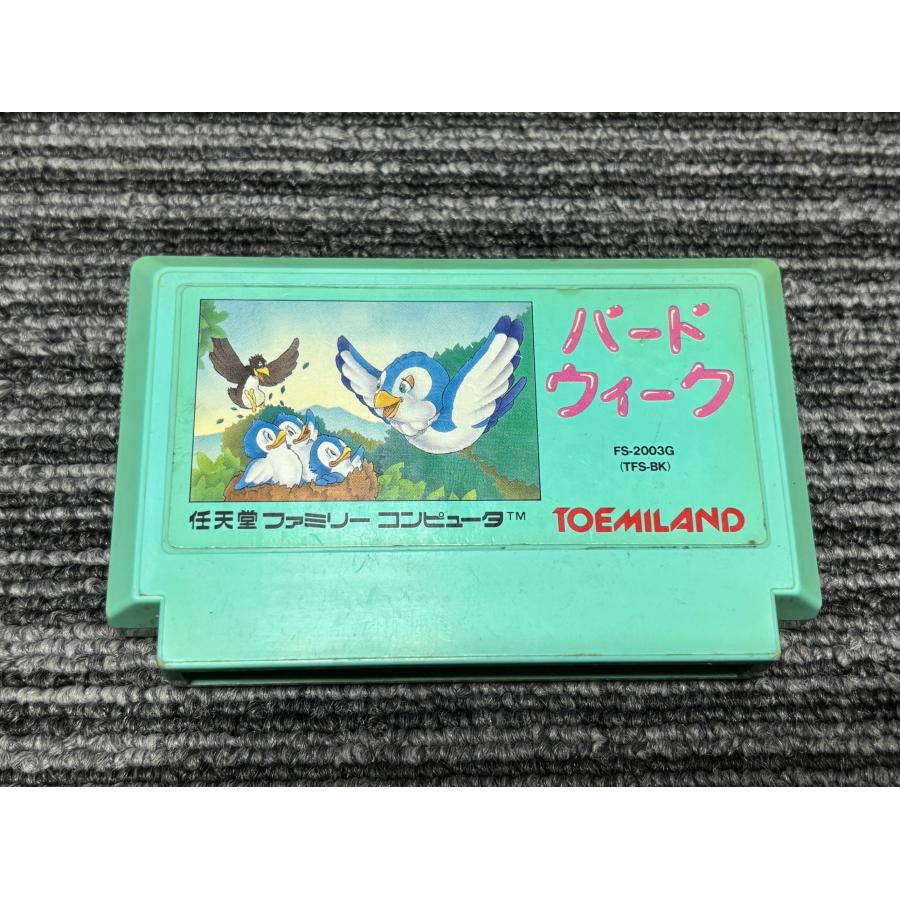 バード
ウィーク
FS-2003G
(TFS-BK)
任天堂 ファミリー コンピュータ™
TOEMILAND